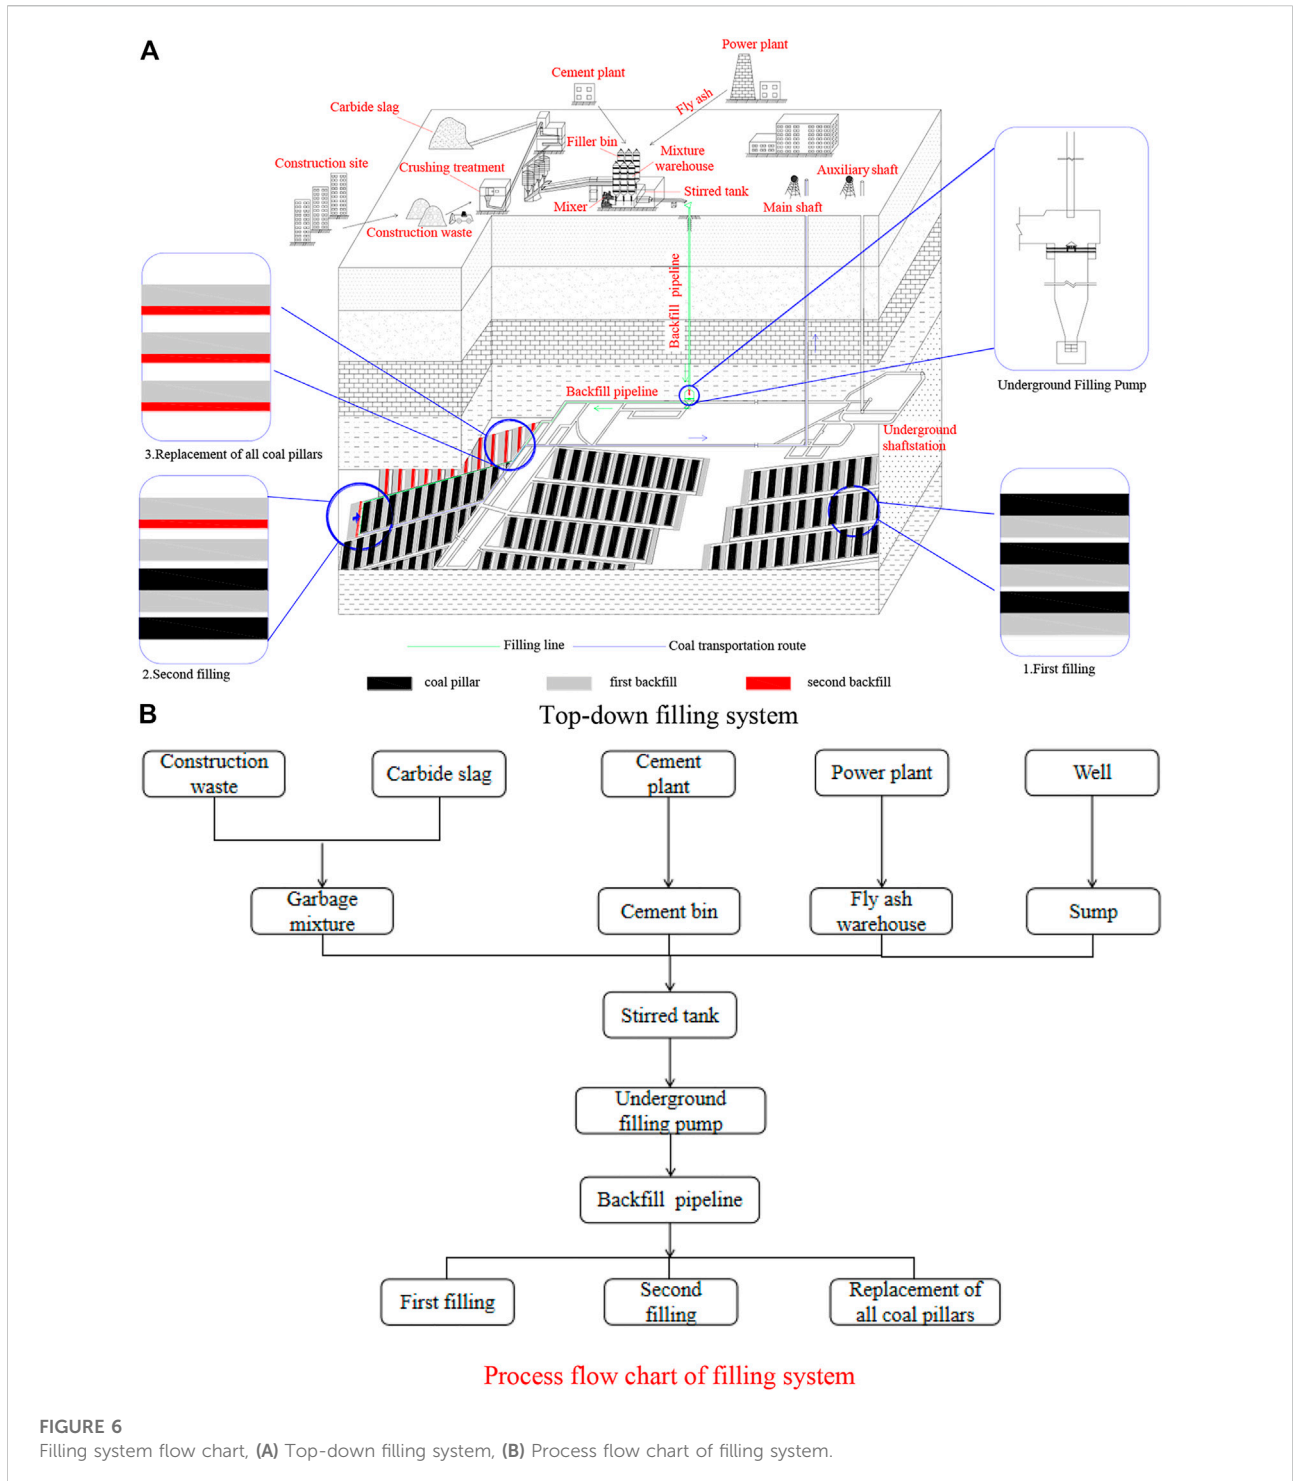 A
Power plant
Cement plant
Fly ash
Carbide slag
Filler bin
Mixture
warehouse
Construction site
Crushing treatment
Auxiliary shaft
Stirred tank
Mixer
Main shaft
Construction waste
Backfill pipeline
Backfill pipeline
Underground Filling Pump
Underground
shaftstation
3.Replacement of all coal pillars
2.Second filling
1.First filling
Filling line
Coal transportation route
coal pillar
first backfill
second backfill
B
Top-down filling system
Construction
waste
Carbide slag
Cement
plant
Power plant
Well
Garbage
mixture
Cement bin
Fly ash
warehouse
Sump
Stirred tank
Underground
filling pump
Backfill pipeline
First filling
Second
filling
Replacement of
all coal pillars
Process flow chart of filling system
FIGURE 6
Filling system flow chart, (A) Top-down filling system, (B) Process flow chart of filling system.